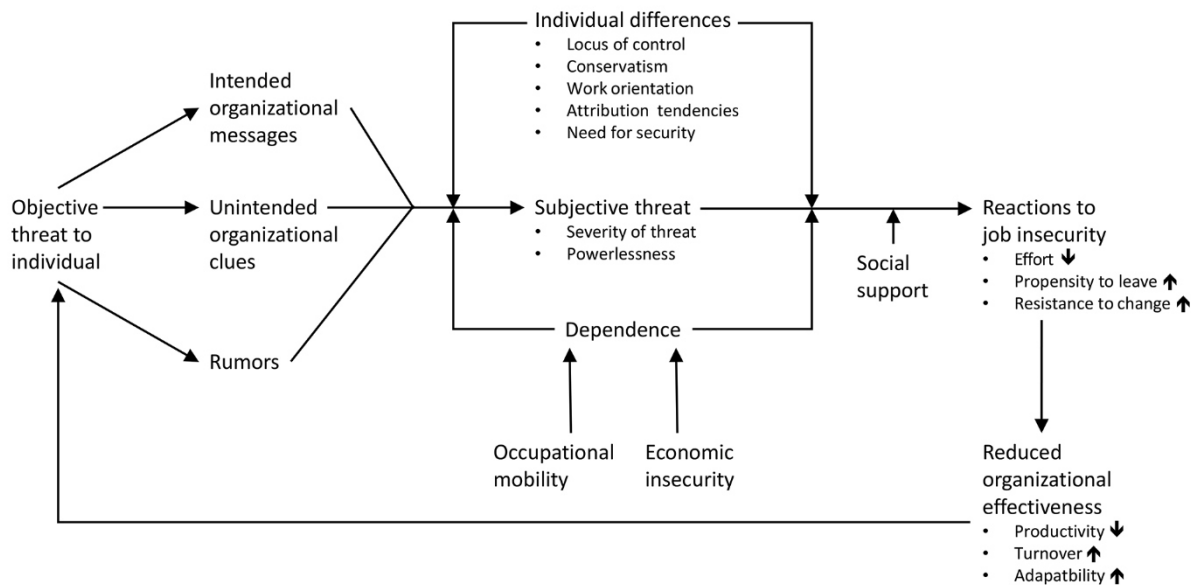 Individual differences
• Locus of control
• Conservatism
• Work orientation
• Attribution tendencies
• Need for security
Intended
organizational
messages
Objective
threat to
individual
Unintended
organizational
clues
Rumors
Subjective threat
• Severity of threat
• Powerlessness
Dependence
Occupational
mobility
Economic
insecurity
Social
support
Reactions to
job insecurity
• Effort 🡳
• Propensity to leave 🡱
• Resistance to change 🡱
Reduced
organizational
effectiveness
• Productivity 🡳
• Turnover 🡱
• Adapatbility 🡱